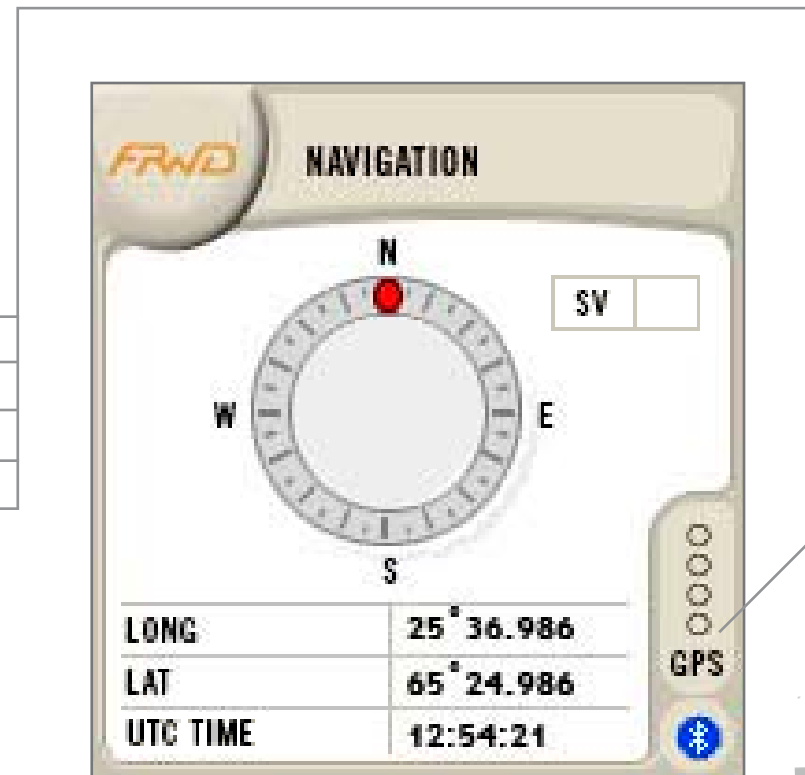 FRWD
NAVIGATION
N
SV
W E
S
LONG 25°36.986
LAT 65°24.986
GPS
UTC TIME 12:54:21